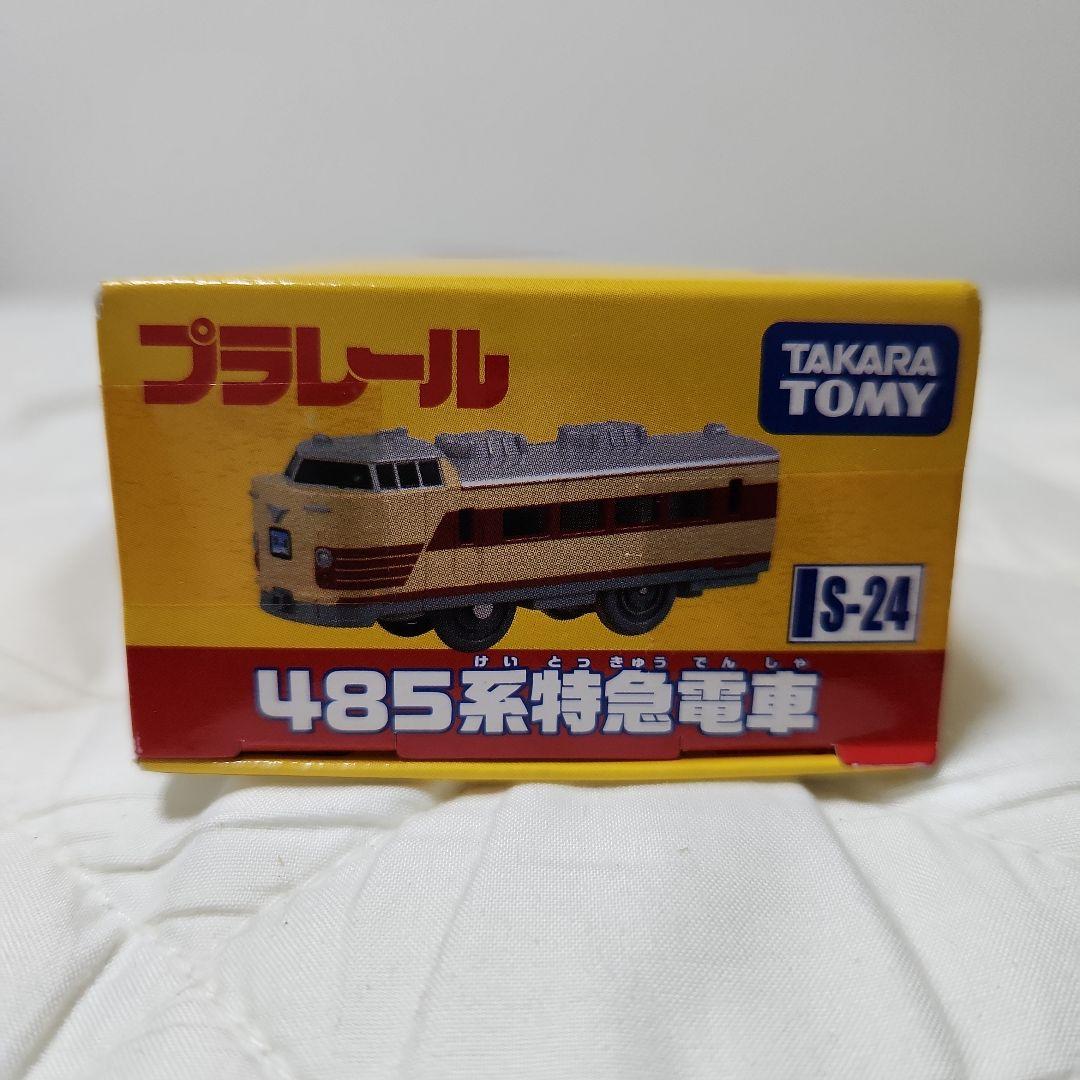 プラレール
TAKARA
TOMY
S-24
けい とっ きゅう でん しゃ
485系特急電車